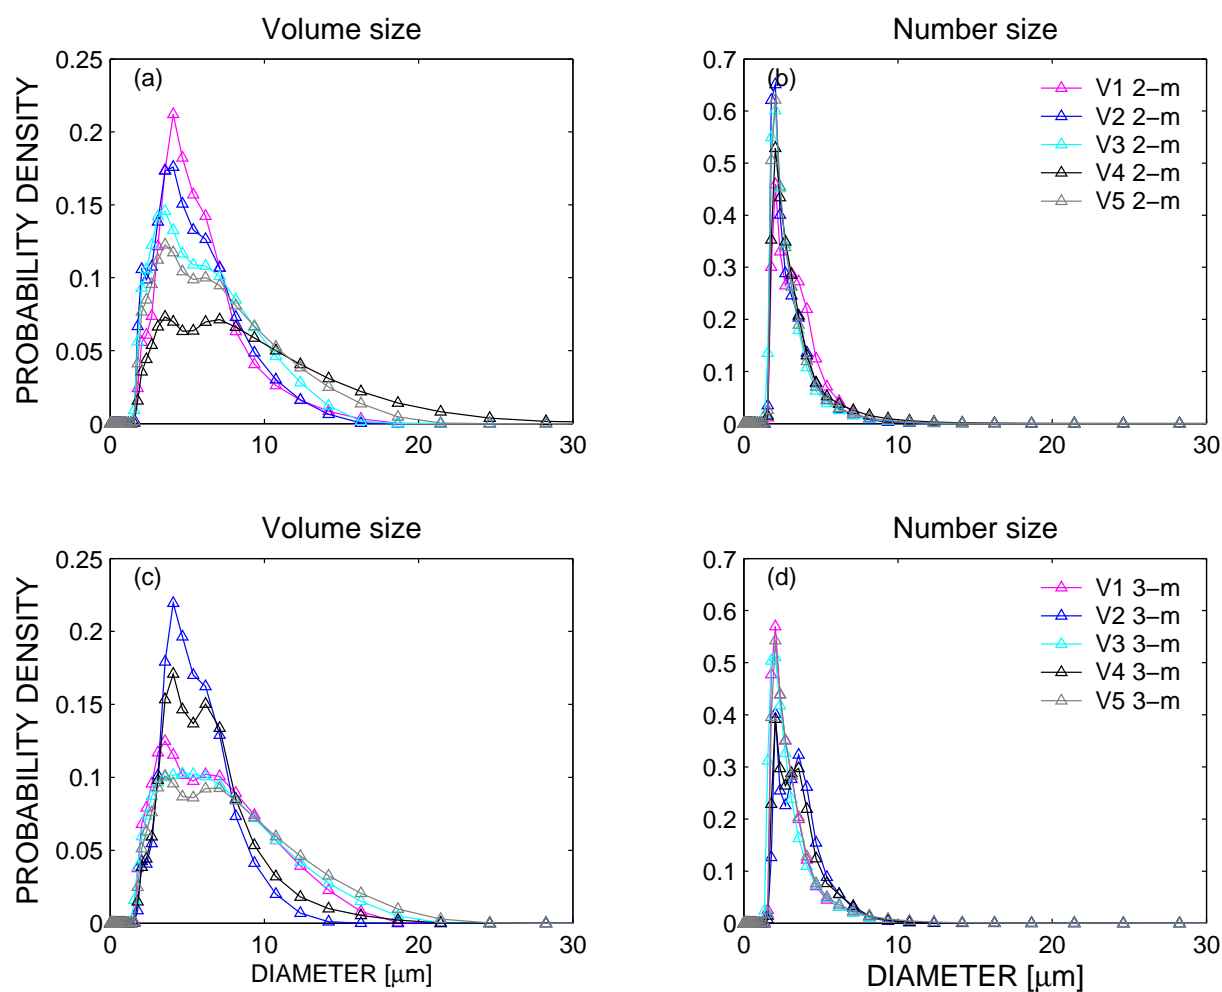 Volume size
Number size
PROBABILITY DENSITY
0.25
0.2
0.15
0.1
0.05
0
(a)
0 10 20 30
0.7
0.6
0.5
0.4
0.3
0.2
0.1
0
(b)
V1 2−m
V2 2−m
V3 2−m
V4 2−m
V5 2−m
0 10 20 30
Volume size
Number size
PROBABILITY DENSITY
0.25
0.2
0.15
0.1
0.05
0
(c)
0 10 20 30
DIAMETER [μm]
0.7
0.6
0.5
0.4
0.3
0.2
0.1
0
(d)
V1 3−m
V2 3−m
V3 3−m
V4 3−m
V5 3−m
0 10 20 30
DIAMETER [μm]